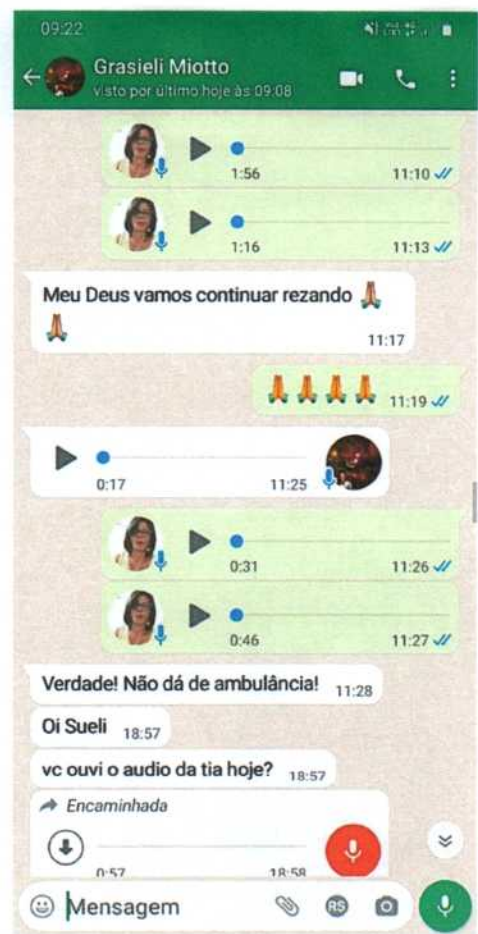 09:22
Grasieli Miotto
visto por último hoje às 09:08
1:56 11:10
1:16 11:13
Meu Deus vamos continuar rezando 🙏
🙏
11:17
🙏🙏🙏🙏 11:19
0:17 11:25
0:31 11:26
0:46 11:27
Verdade! Não dá de ambulância! 11:28
Oi Sueli 18:57
vc ouvi o audio da tia hoje? 18:57
Encaminhada
0:57 18:58
Mensagem RS